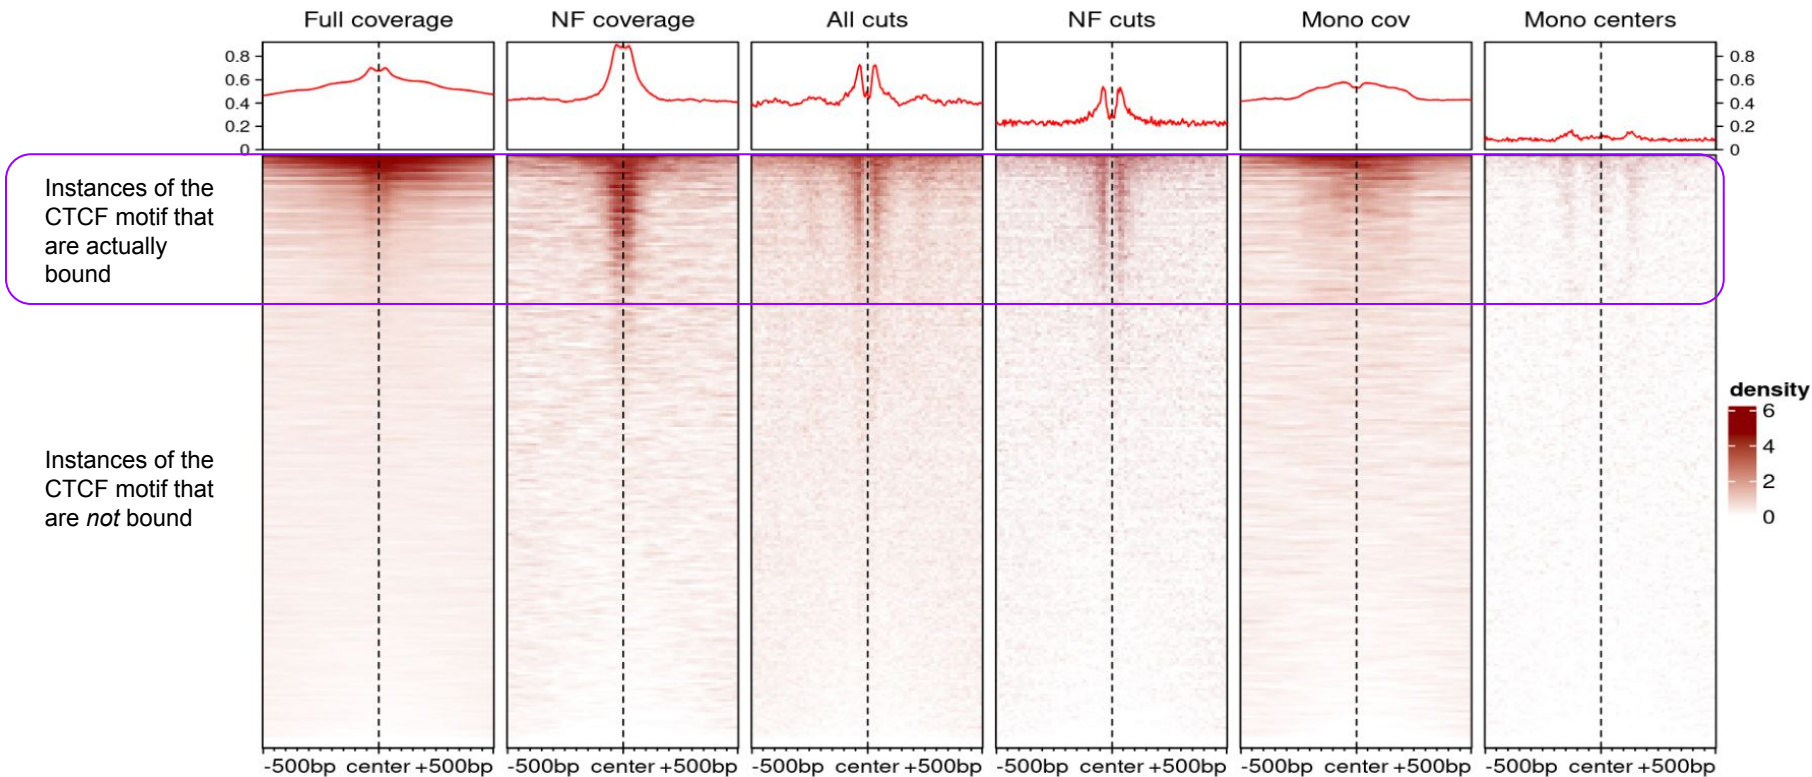 Full coverage
NF coverage
All cuts
NF cuts
Mono cov
Mono centers
0.8
0.6
0.4
0.2
0
0.8
0.6
0.4
0.2
0
Instances of the
CTCF motif that
are actually
bound
Instances of the
CTCF motif that
are not bound
density
6
4
2
0
-500bp center +500bp
-500bp center +500bp
-500bp center +500bp
-500bp center +500bp
-500bp center +500bp
-500bp center +500bp